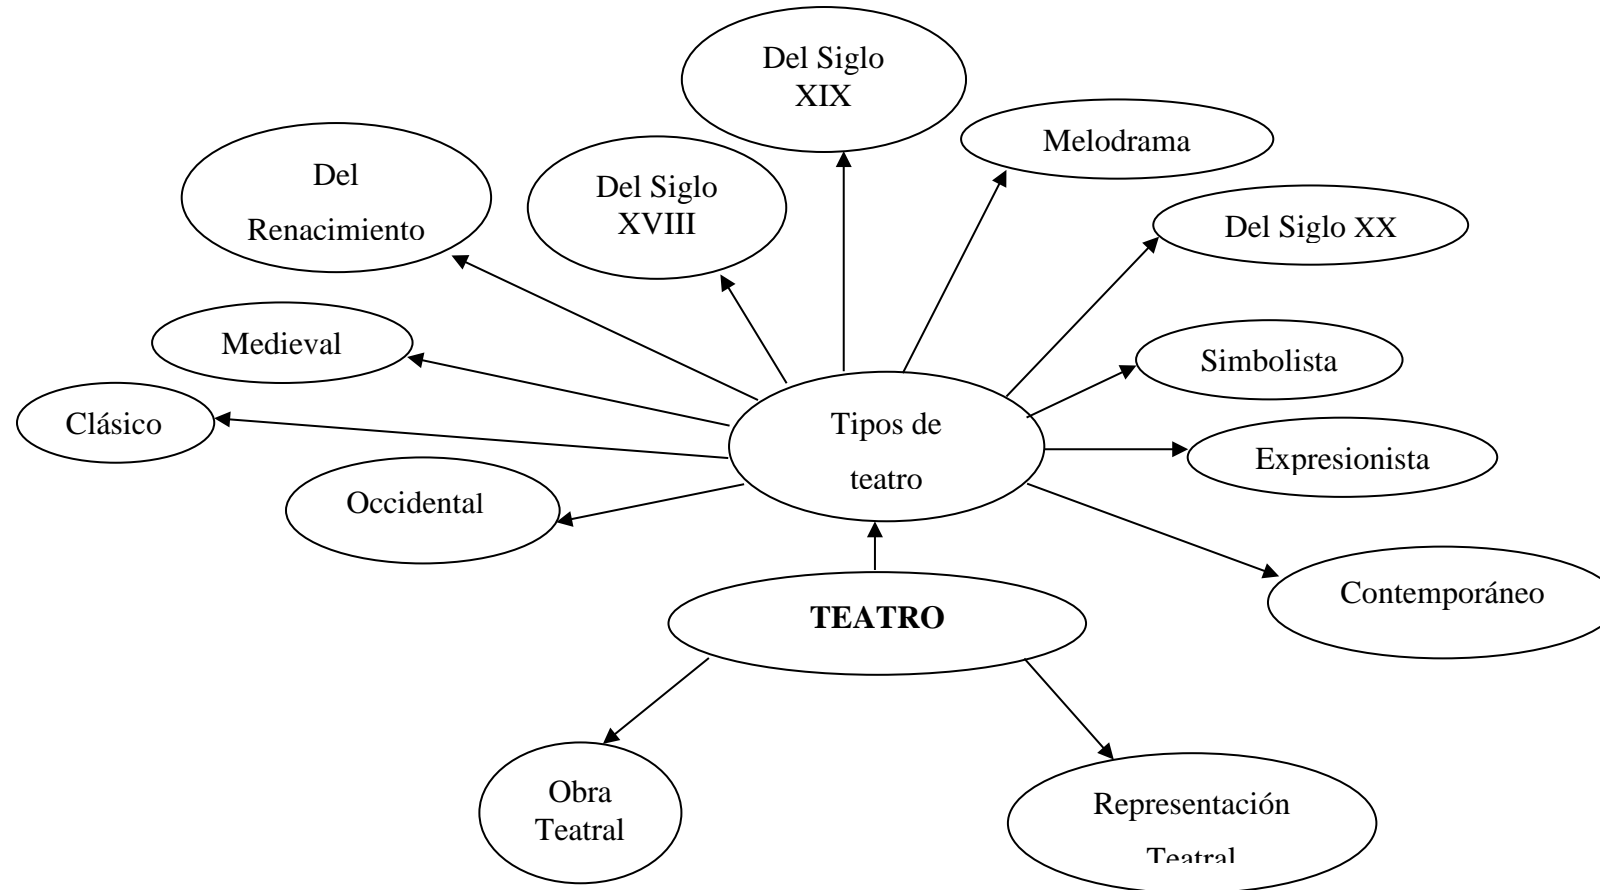 Del Siglo
XIX
Melodrama
Del
Renacimiento
Del Siglo
XVIII
Del Siglo XX
Medieval
Simbolista
Clásico
Tipos de
teatro
Expresionista
Occidental
Contemporáneo
TEATRO
Obra
Teatral
Representación
Teatral